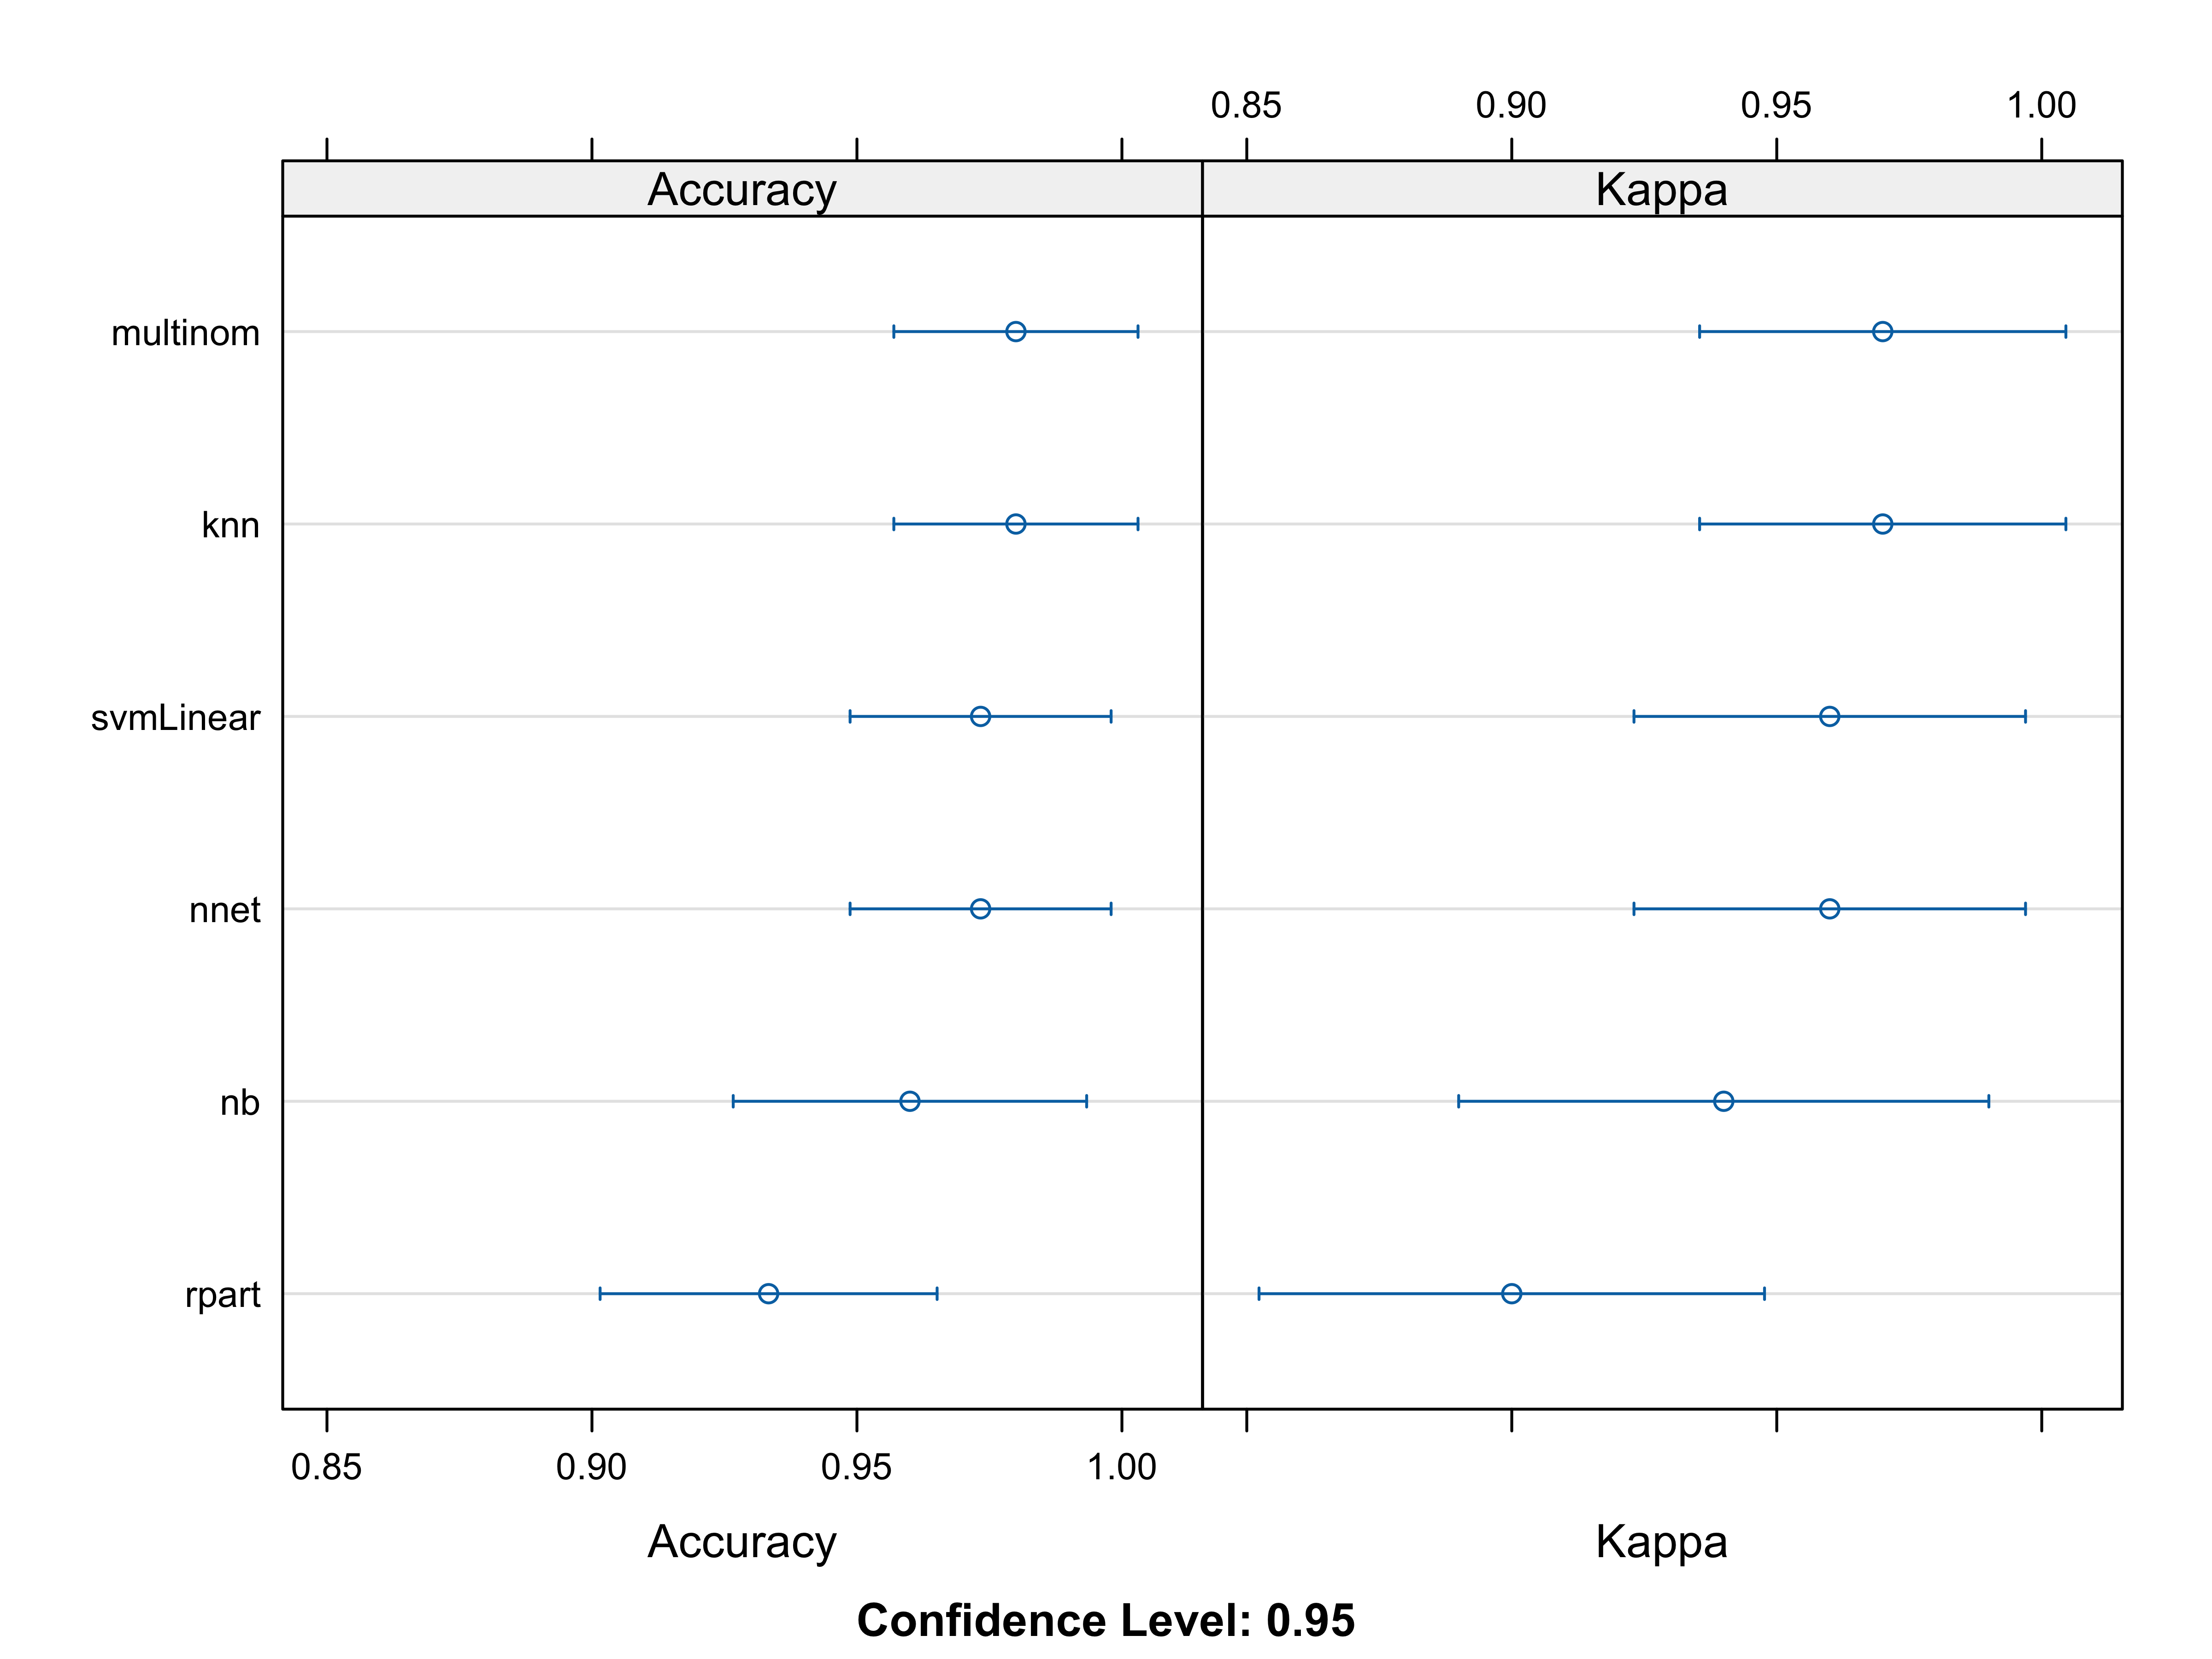 0.85 0.90 0.95 1.00
Accuracy Kappa
multinom
knn
svmLinear
nnet
nb
rpart
0.85 0.90 0.95 1.00
Accuracy Kappa
Confidence Level: 0.95